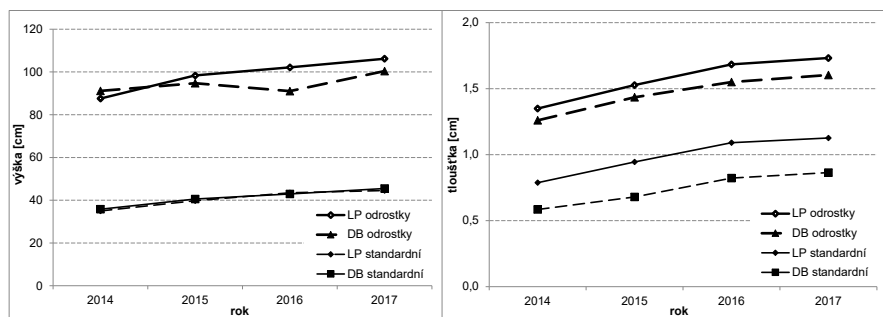 120
100
80
60
40
20
0
výška [cm]
2014 2015 2016 2017
rok
LP odrostky
DB odrostky
LP standardní
DB standardní
2,0
1,5
1,0
0,5
0,0
tloušťka [cm]
2014 2015 2016 2017
rok
LP odrostky
DB odrostky
LP standardní
DB standardní